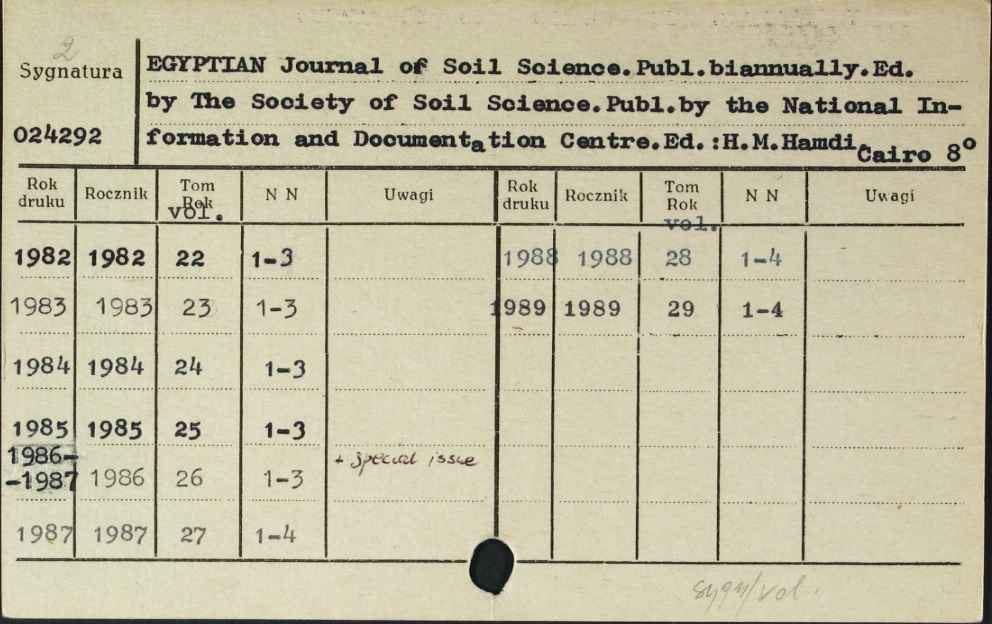 2
Sygnatura
024292
EGYPTIAN Journal of Soil Science.Publ.biannually.Ed.
by The Society of Soil Science.Publ.by the National In-
formation and Documentation Centre.Ed.:H.M.Hamdi.
Cairo 8°
Rok druku Rocznik Tom Rok N N Uwagi Rok druku Rocznik Tom Rok N N Uwagi
vol. vol.
1982 1982 22 1-3 1988 1988 28 1-4
1983 1983 23 1-3 1989 1989 29 1-4
1984 1984 24 1-3
1985 1985 25 1-3
1986-
-1987 1986 26 1-3 + special issue
1987 1987 27 1-4
sygn/vol.